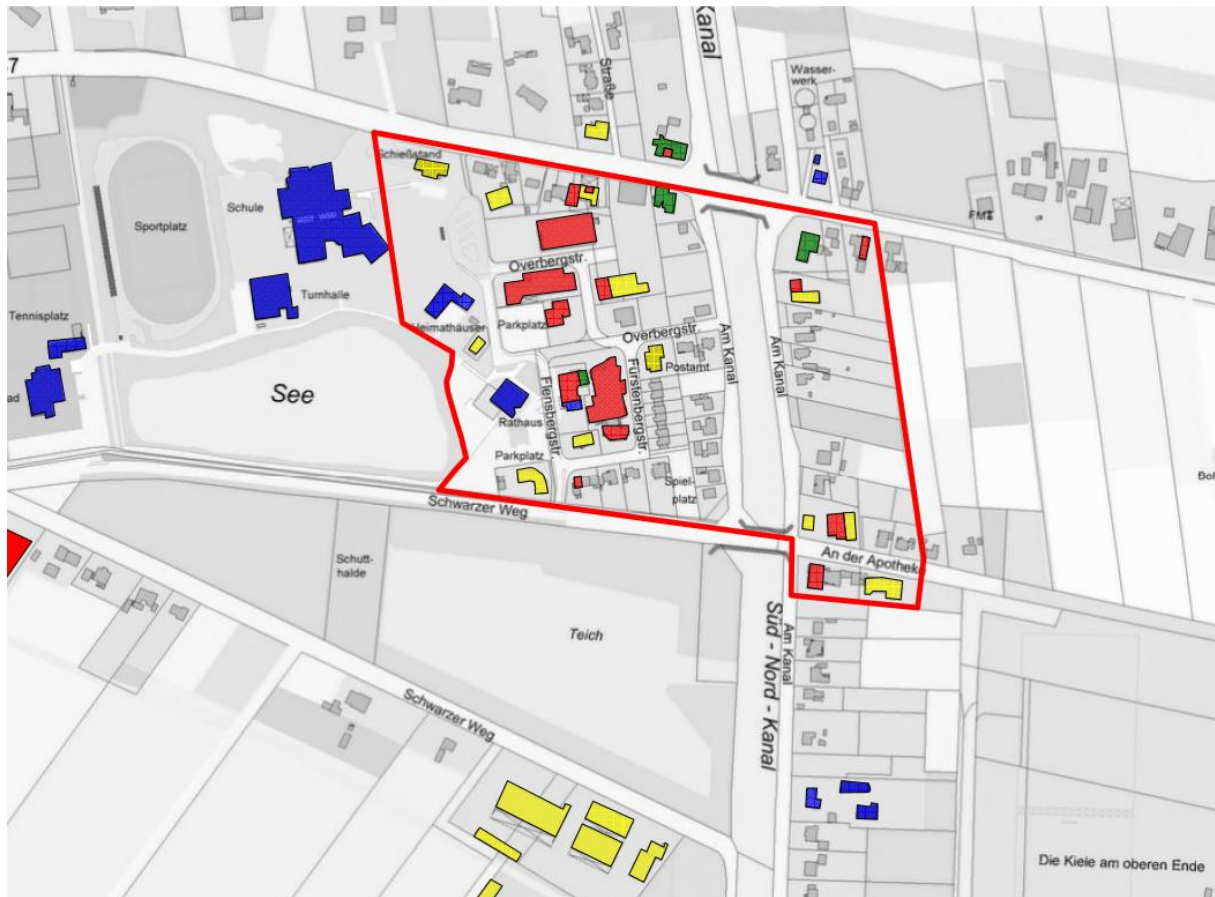 Kanal
7
Wasser-
werk
Straße
Schießstand
Schule
Sportplatz
FMT
Overbergstr.
Turnhalle
Tennisplatz
Heimathäuser
Parkplatz
Overbergstr.
Am Kanal
Am Kanal
Postamt
ad
See
Flensbergstr.
Fürstenbergstr.
Rathaus
Parkplatz
Spiel-
platz
Schwarzer Weg
An der Apotheke
Schutt-
halde
Teich
Süd - Nord - Kanal
Am Kanal
Schwarzer Weg
Die Kiele am oberen Ende